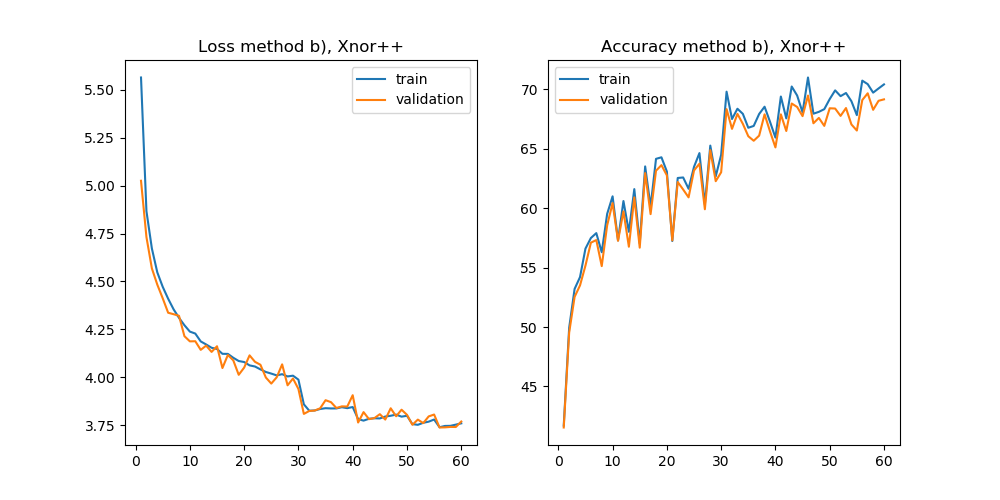 Loss method b), Xnor++
train
validation
5.50
5.25
5.00
4.75
4.50
4.25
4.00
3.75
0 10 20 30 40 50 60
Accuracy method b), Xnor++
train
validation
70
65
60
55
50
45
0 10 20 30 40 50 60